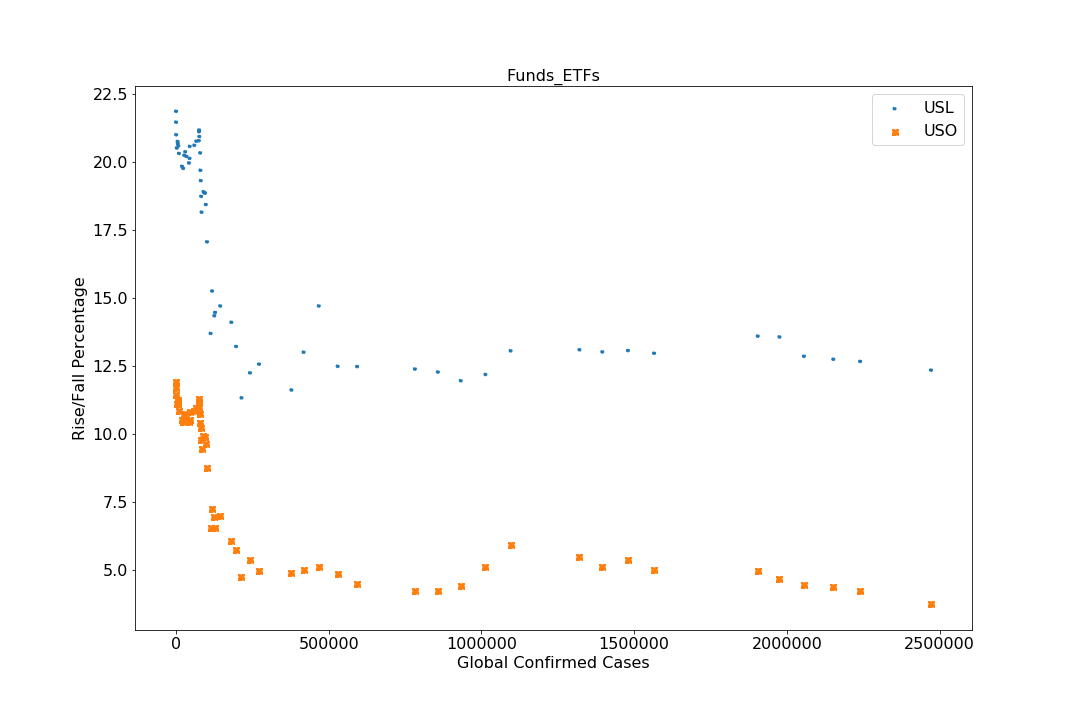 Funds_ETFs
USL
USO
Rise/Fall Percentage
22.5
20.0
17.5
15.0
12.5
10.0
7.5
5.0
0 500000 1000000 1500000 2000000 2500000
Global Confirmed Cases